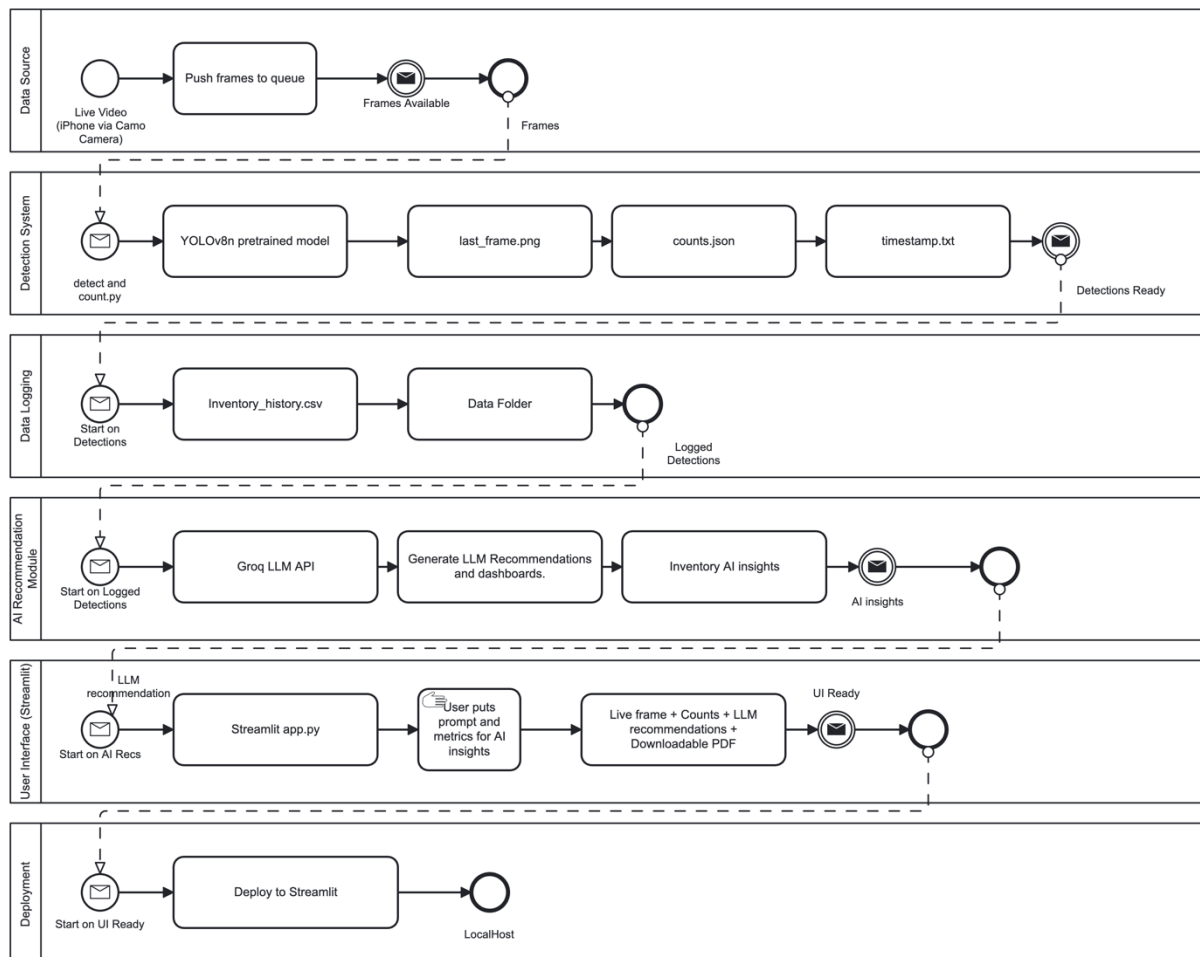 Data Source
Live Video
(iPhone via Camo
Camera)
Push frames to queue
Frames Available
Frames
Detection System
detect and
count.py
YOLOv8n pretrained model
last_frame.png
counts.json
timestamp.txt
Detections Ready
Data Logging
Start on
Detections
Inventory_history.csv
Data Folder
Logged
Detections
AI Recommendation
Module
Start on Logged
Detections
Groq LLM API
Generate LLM Recommendations
and dashboards.
Inventory AI insights
AI insights
User Interface (Streamlit)
LLM
recommendation
Start on AI Recs
Streamlit app.py
User puts
prompt and
metrics for AI
insights
Live frame + Counts + LLM
recommendations +
Downloadable PDF
UI Ready
Deployment
Start on UI Ready
Deploy to Streamlit
LocalHost